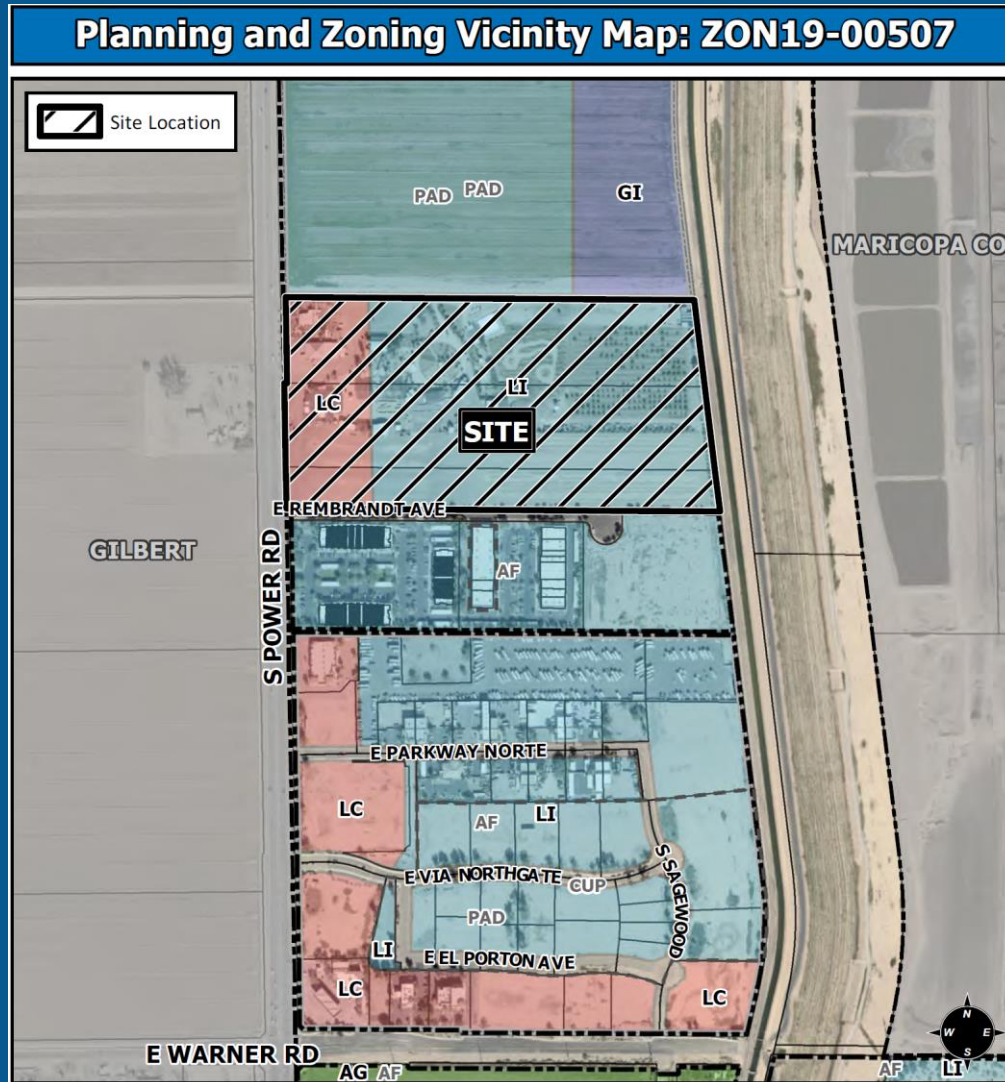 Planning and Zoning Vicinity Map: ZON19-00507
Site Location
PAD PAD
GI
MARICOPA CO
LC
LI
SITE
E REMBRANDT AVE
GILBERT
AF
S POWER RD
E PARKWAY NORTE
LC
AF
LI
S SAGEWOOD
E VIA NORTHGATE
CUP
PAD
LI
E EL PORTON AVE
LC
LC
N
W E
S
E WARNER RD
AG AF
AF
LI